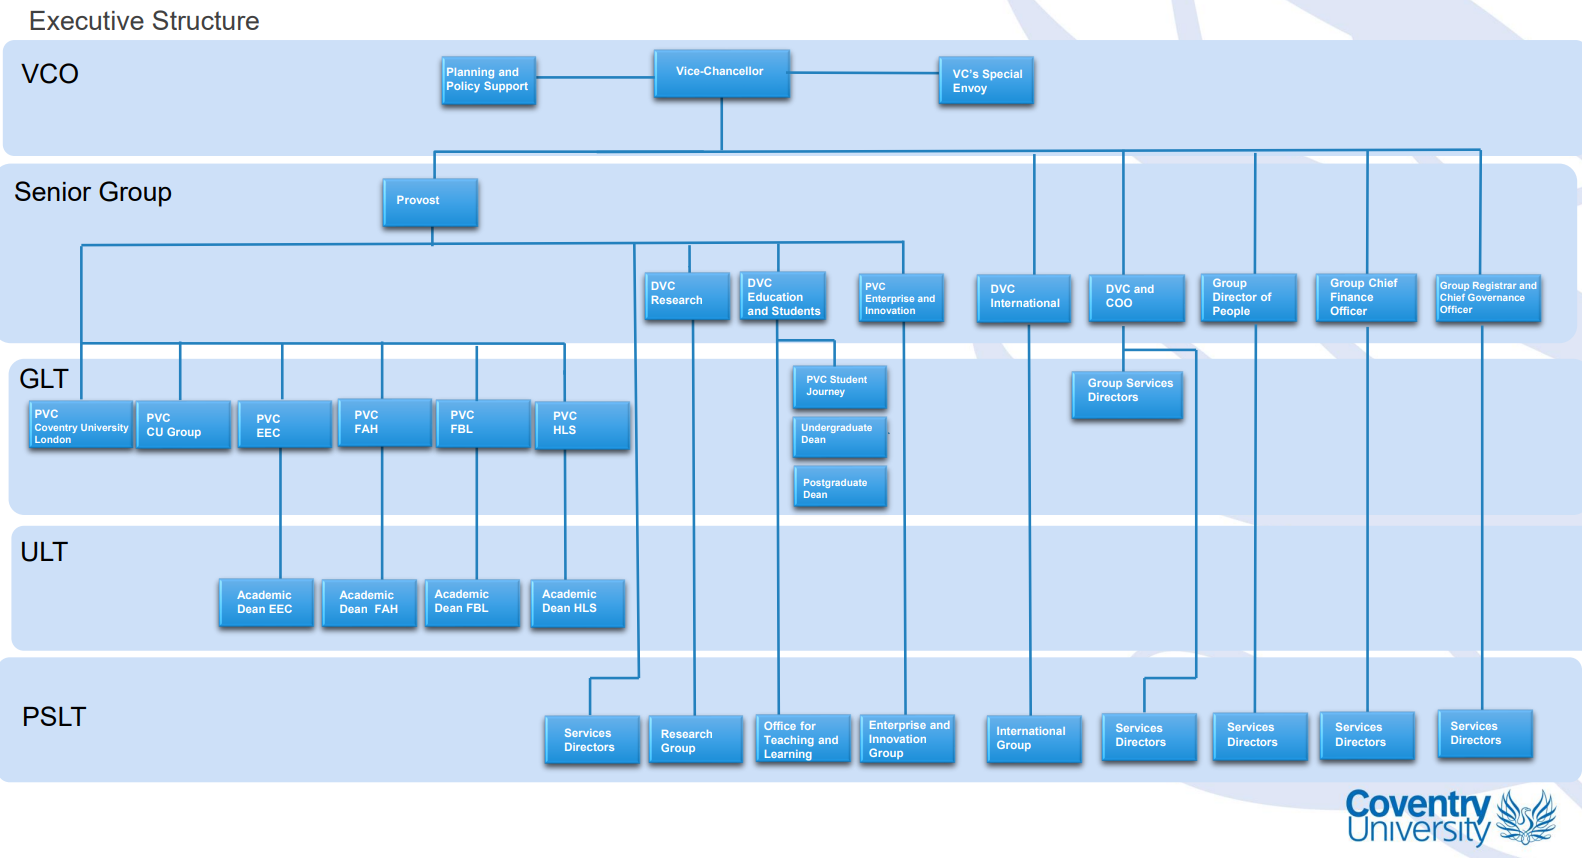 Executive Structure
VCO
Planning and
Policy Support
Vice-Chancellor
VC's Special
Envoy
Senior Group
Provost
DVC
Research
DVC
Education
and Students
PVC
Enterprise and
Innovation
DVC
International
DVC and
COO
Group
Director of
People
Group Chief
Finance
Officer
Group Registrar and
Chief Governance
Officer
GLT
PVC
Coventry University
London
PVC
CU Group
PVC
EEC
PVC
FAH
PVC
FBL
PVC
HLS
PVC Student
Journey
Undergraduate
Dean
Postgraduate
Dean
Group Services
Directors
ULT
Academic
Dean EEC
Academic
Dean FAH
Academic
Dean FBL
Academic
Dean HLS
PSLT
Services
Directors
Research
Group
Office for
Teaching and
Learning
Enterprise and
Innovation
Group
International
Group
Services
Directors
Services
Directors
Services
Directors
Services
Directors
Coventry
University